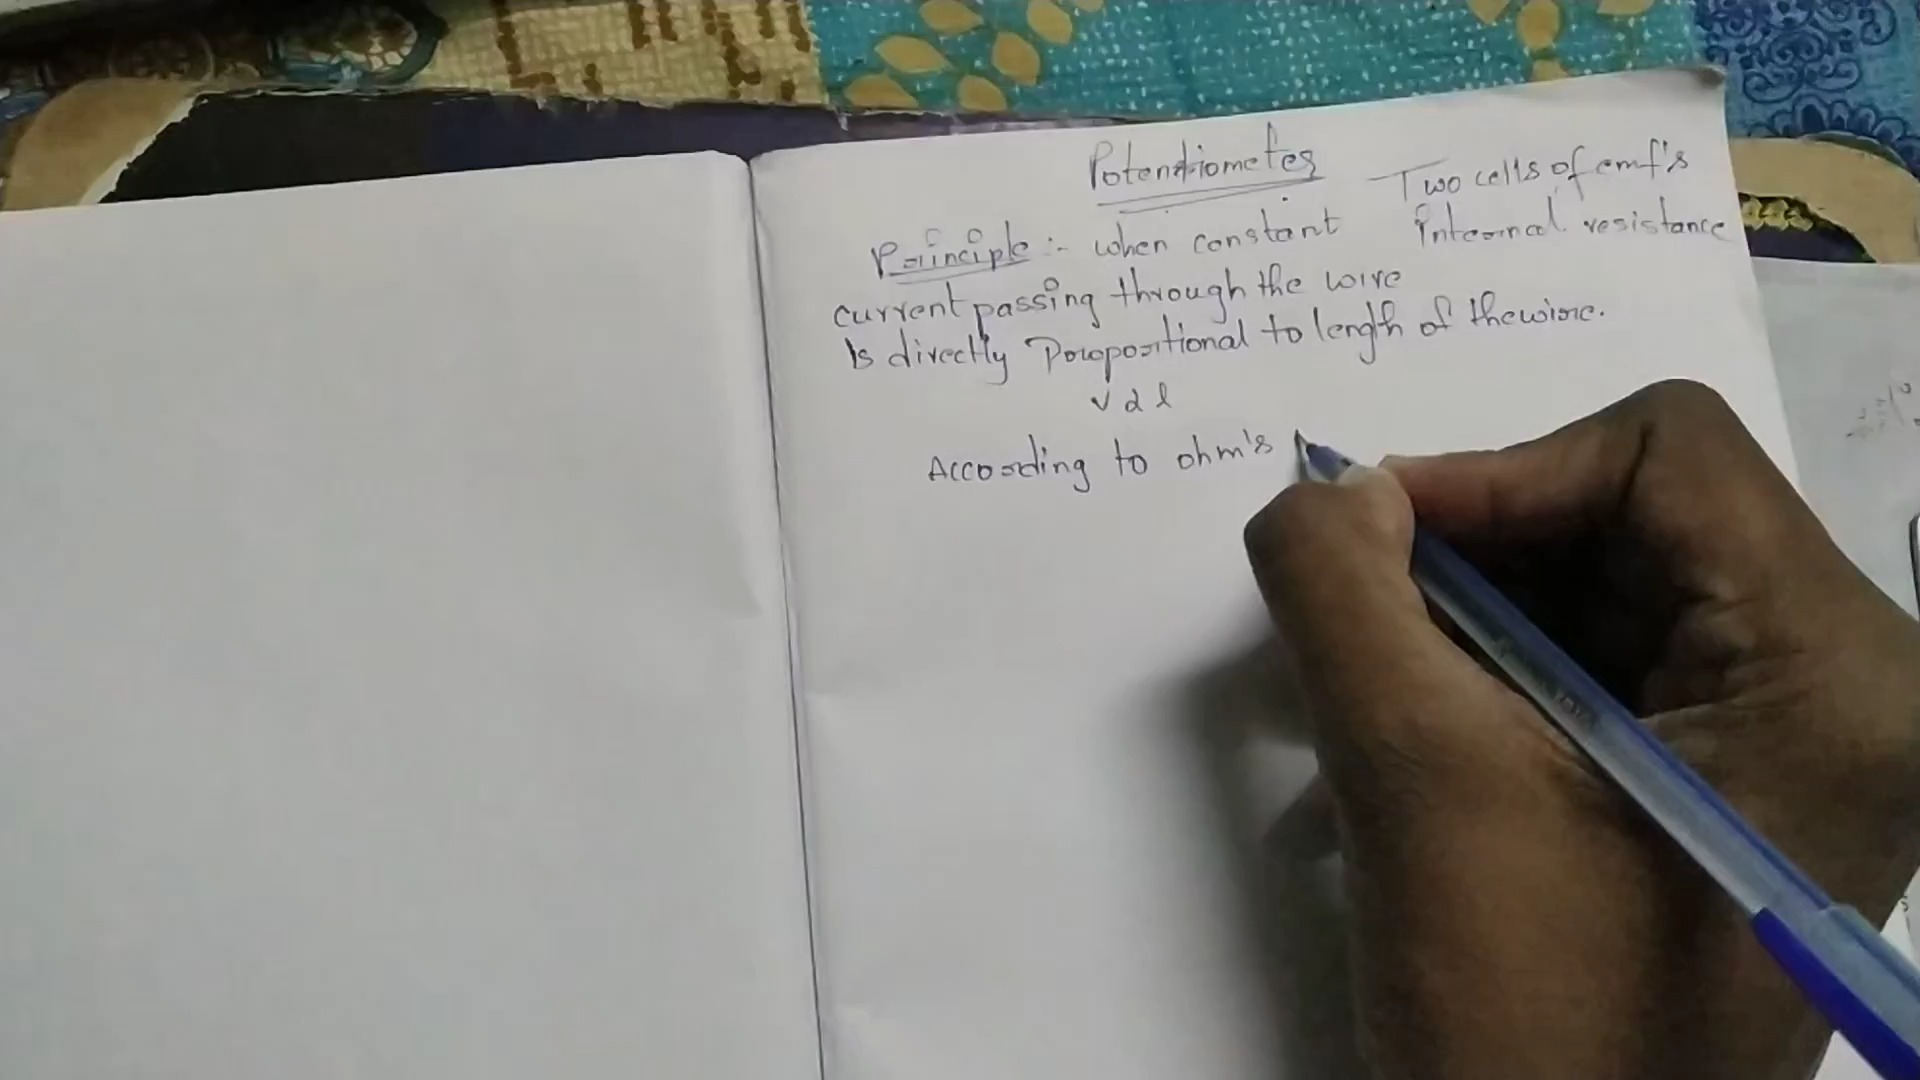 Potentiometer
Two cells of emf's
internal resistance
Principle :- when constant
current passing through the wire
is directly Proportional to length of the wire.
V α l
According to ohm's